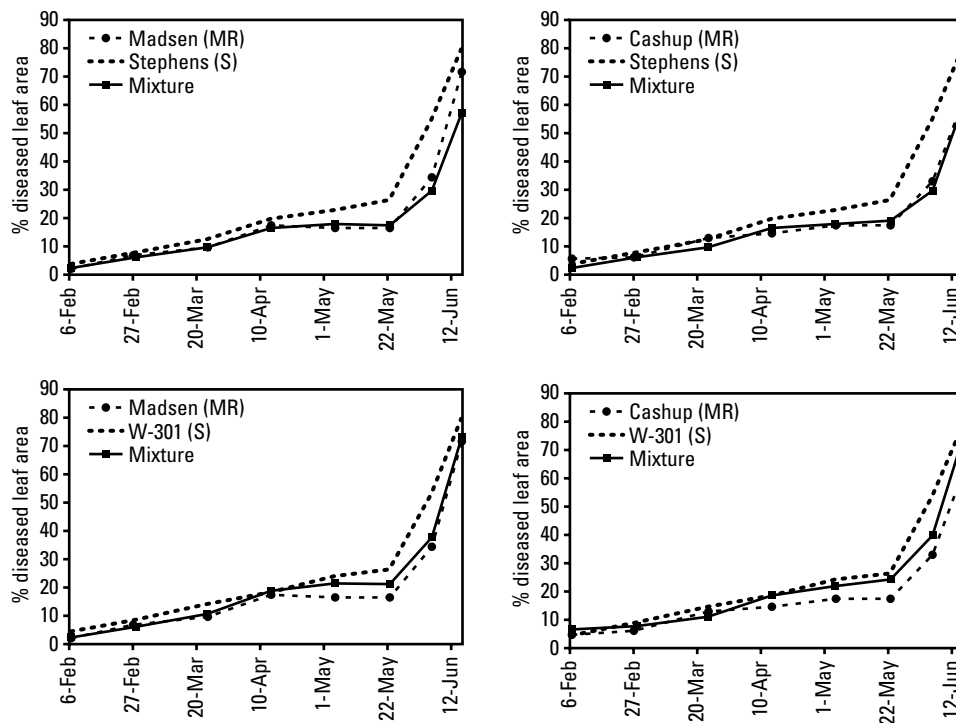 % diseased leaf area
90
80
70
60
50
40
30
20
10
0
Madsen (MR)
Stephens (S)
Mixture
6-Feb
27-Feb
20-Mar
10-Apr
1-May
22-May
12-Jun
% diseased leaf area
90
80
70
60
50
40
30
20
10
0
Cashup (MR)
Stephens (S)
Mixture
6-Feb
27-Feb
20-Mar
10-Apr
1-May
22-May
12-Jun
% diseased leaf area
90
80
70
60
50
40
30
20
10
0
Madsen (MR)
W-301 (S)
Mixture
6-Feb
27-Feb
20-Mar
10-Apr
1-May
22-May
12-Jun
% diseased leaf area
90
80
70
60
50
40
30
20
10
0
Cashup (MR)
W-301 (S)
Mixture
6-Feb
27-Feb
20-Mar
10-Apr
1-May
22-May
12-Jun